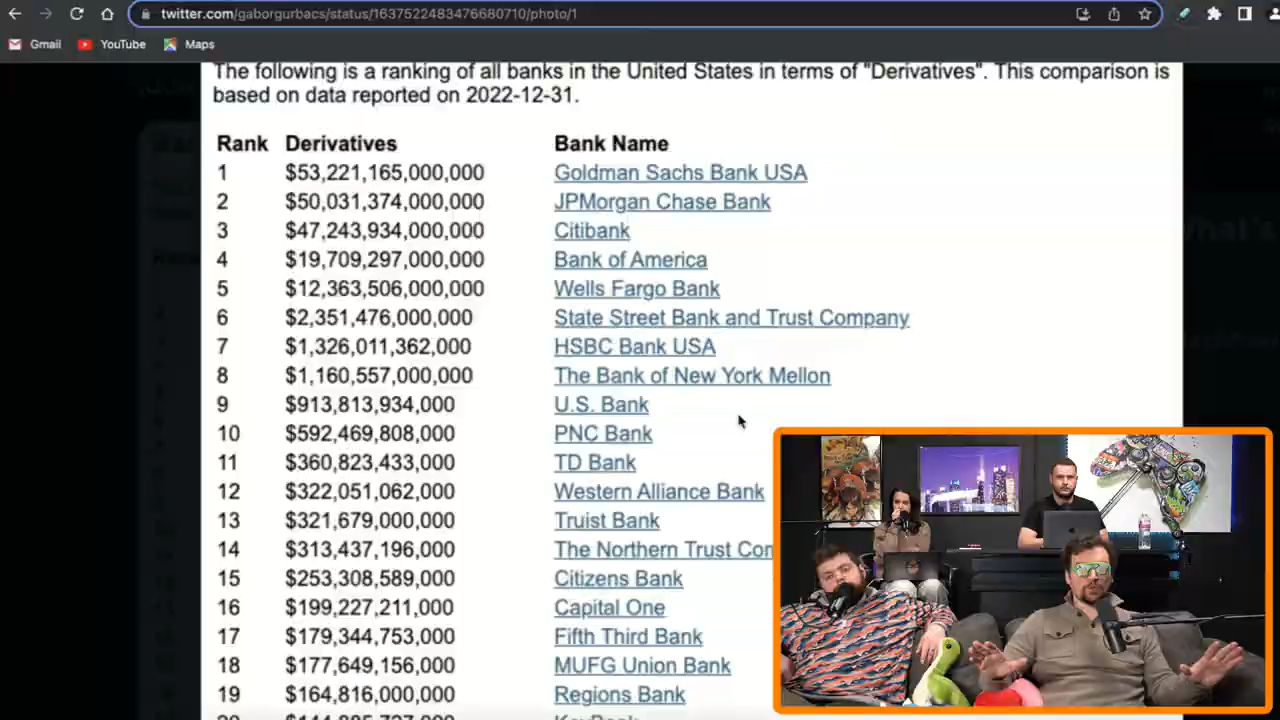 twitter.com/gaborgurbacs/status/1637522483476680710/photo/1
Gmail YouTube Maps
The following is a ranking of all banks in the United States in terms of "Derivatives". This comparison is
based on data reported on 2022-12-31.
Rank Derivatives Bank Name
1 $53,221,165,000,000 Goldman Sachs Bank USA
2 $50,031,374,000,000 JPMorgan Chase Bank
3 $47,243,934,000,000 Citibank
4 $19,709,297,000,000 Bank of America
5 $12,363,506,000,000 Wells Fargo Bank
6 $2,351,476,000,000 State Street Bank and Trust Company
7 $1,326,011,362,000 HSBC Bank USA
8 $1,160,557,000,000 The Bank of New York Mellon
9 $913,813,934,000 U.S. Bank
10 $592,469,808,000 PNC Bank
11 $360,823,433,000 TD Bank
12 $322,051,062,000 Western Alliance Bank
13 $321,679,000,000 Truist Bank
14 $313,437,196,000 The Northern Trust Com
15 $253,308,589,000 Citizens Bank
16 $199,227,211,000 Capital One
17 $179,344,753,000 Fifth Third Bank
18 $177,649,156,000 MUFG Union Bank
19 $164,816,000,000 Regions Bank